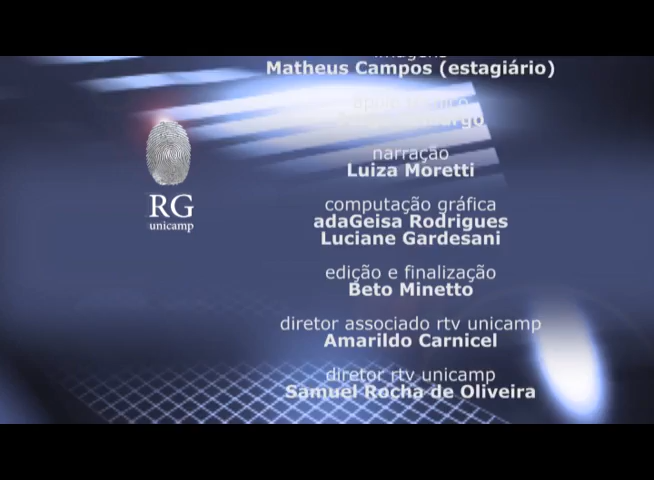 Matheus Campos (estagiário)
narração
Luiza Moretti
computação gráfica
adaGeisa Rodrigues
Luciane Gardesani
edição e finalização
Beto Minetto
diretor associado rtv unicamp
Amarildo Carnicel
diretor rtv unicamp
Samuel Rocha de Oliveira
RG
unicamp